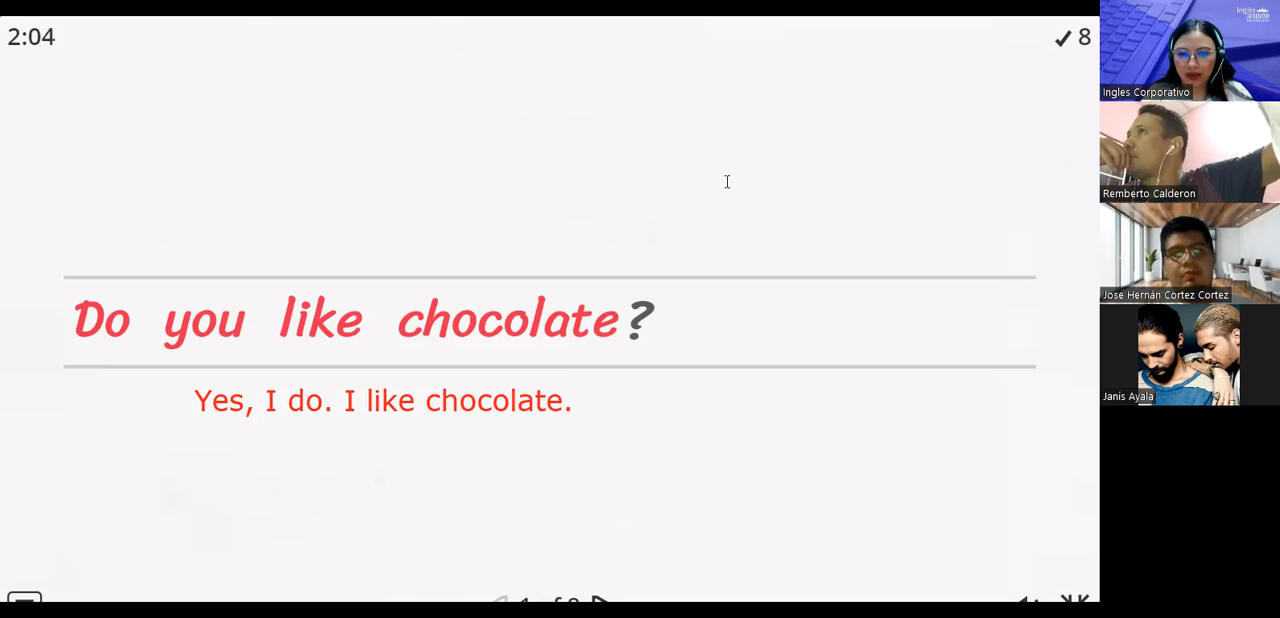 2:04
✓ 8
Do you like chocolate?
Yes, I do. I like chocolate.
Ingles Corporativo
Remberto Calderon
José Hernán Cortez Cortez
Janis Ayala